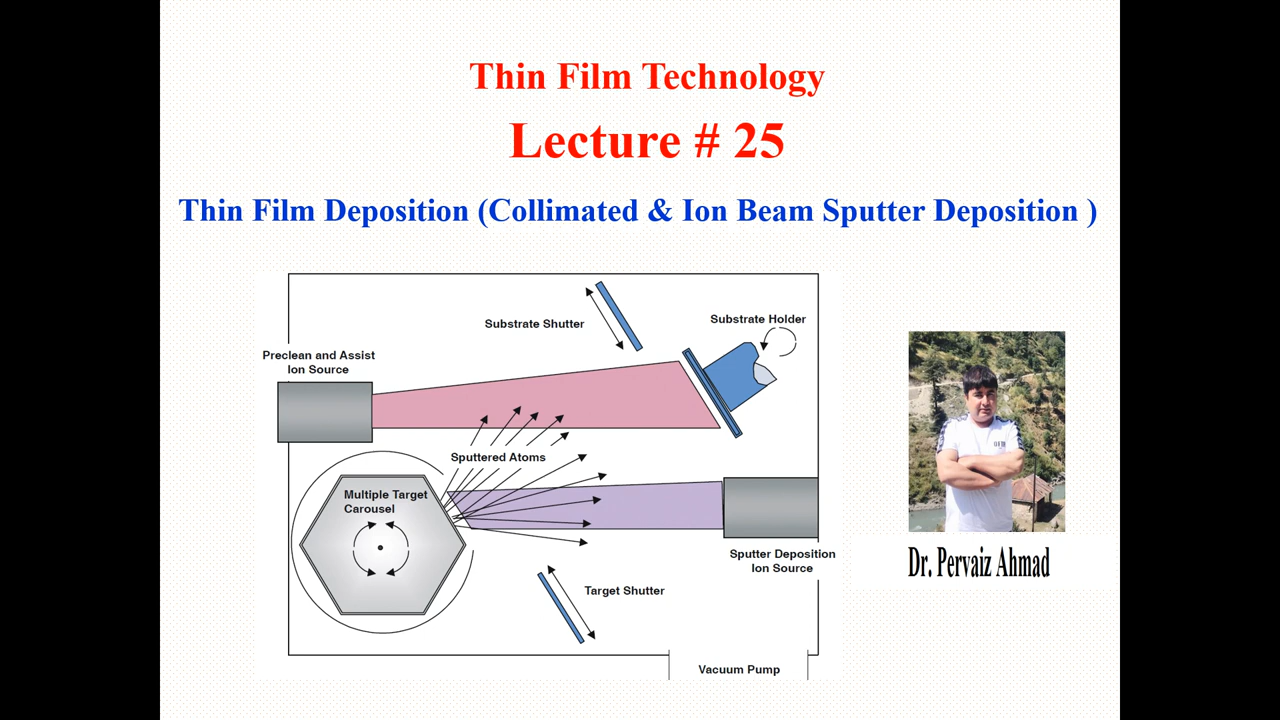 Thin Film Technology
Lecture # 25
Thin Film Deposition (Collimated & Ion Beam Sputter Deposition )
Substrate Shutter
Substrate Holder
Preclean and Assist
Ion Source
Sputtered Atoms
Multiple Target
Carousel
Sputter Deposition
Ion Source
Target Shutter
Vacuum Pump
Dr. Pervaiz Ahmad